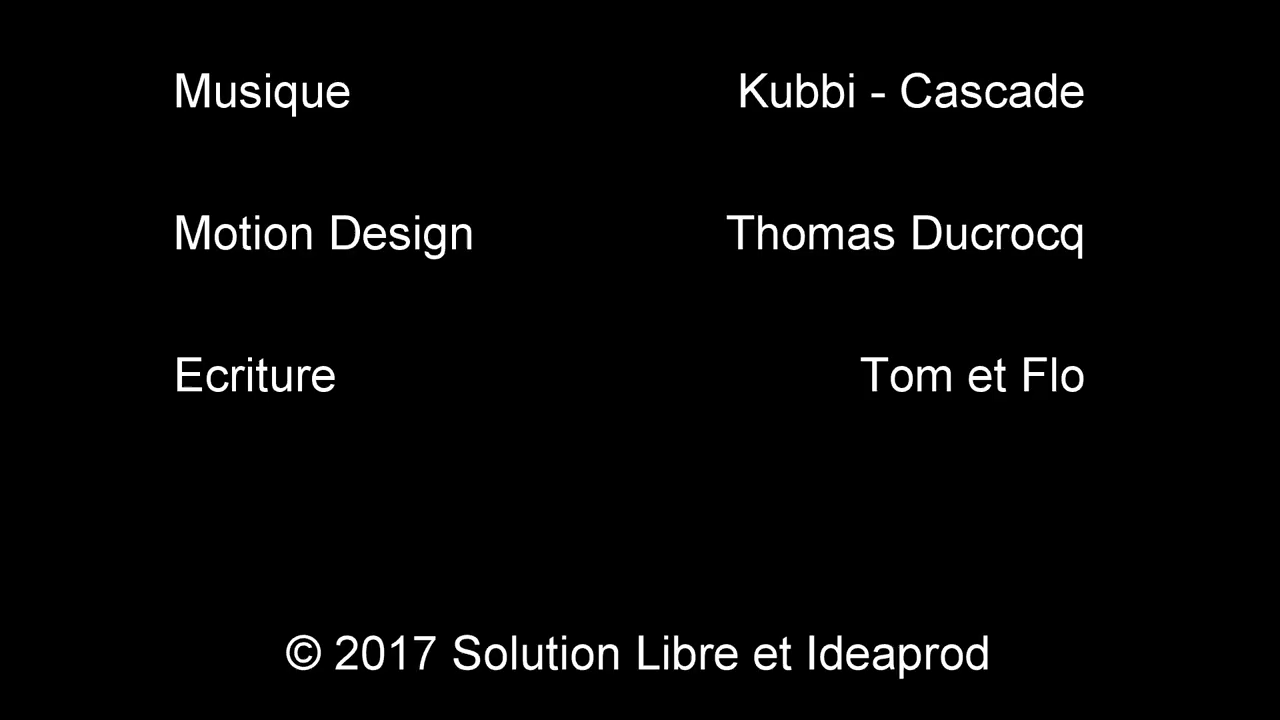 Musique Kubbi - Cascade
Motion Design Thomas Ducrocq
Ecriture Tom et Flo
© 2017 Solution Libre et Ideaprod